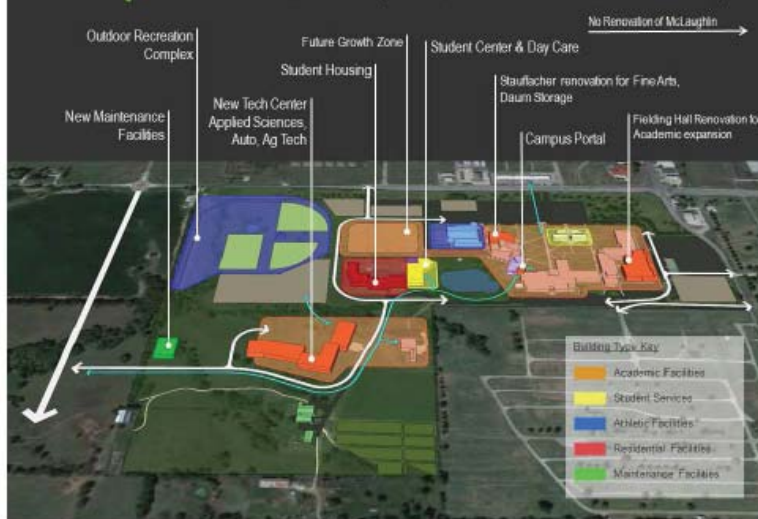 No Renovation of McLaughlin
Outdoor Recreation
Complex
Future Growth Zone
Student Center & Day Care
Student Housing
Stauffacher renovation for Fine Arts,
Daum Storage
New Maintenance
Facilities
New Tech Center
Applied Sciences,
Auto, Ag Tech
Campus Portal
Fielding Hall Renovation fo
Academic expansion
Building Type Key
Academic Facilities
Student Services
Athletic Facilities
Residential Facilities
Maintenance Facilities